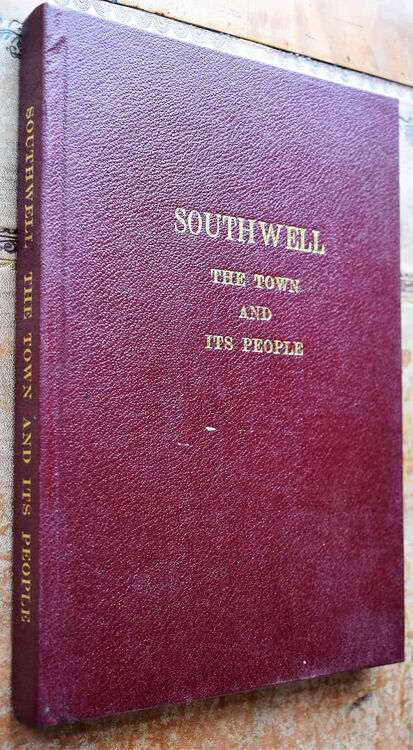 SOUTHWELL
THE TOWN
AND
ITS PEOPLE
SOUTHWELL THE TOWN AND ITS PEOPLE